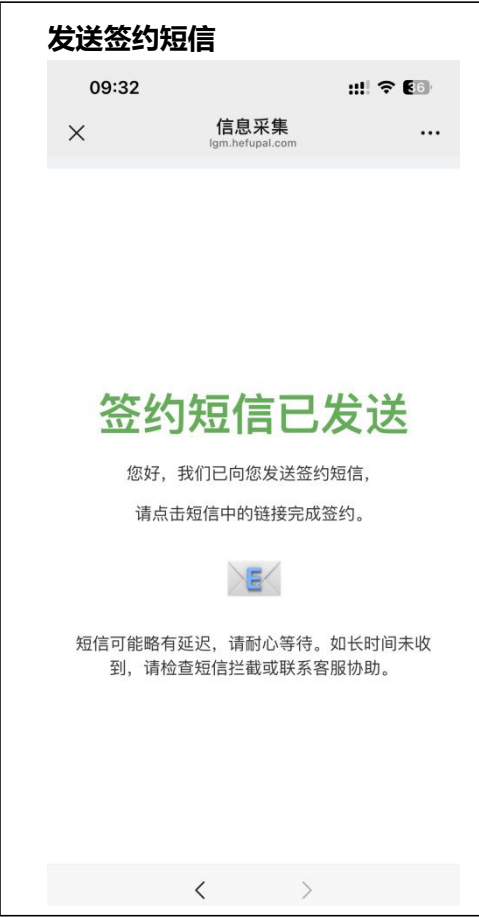 发送签约短信
09:32
36
信息采集
lgm.hefupal.com
签约短信已发送
您好，我们已向您发送签约短信，
请点击短信中的链接完成签约。
E
短信可能略有延迟，请耐心等待。如长时间未收
到，请检查短信拦截或联系客服协助。